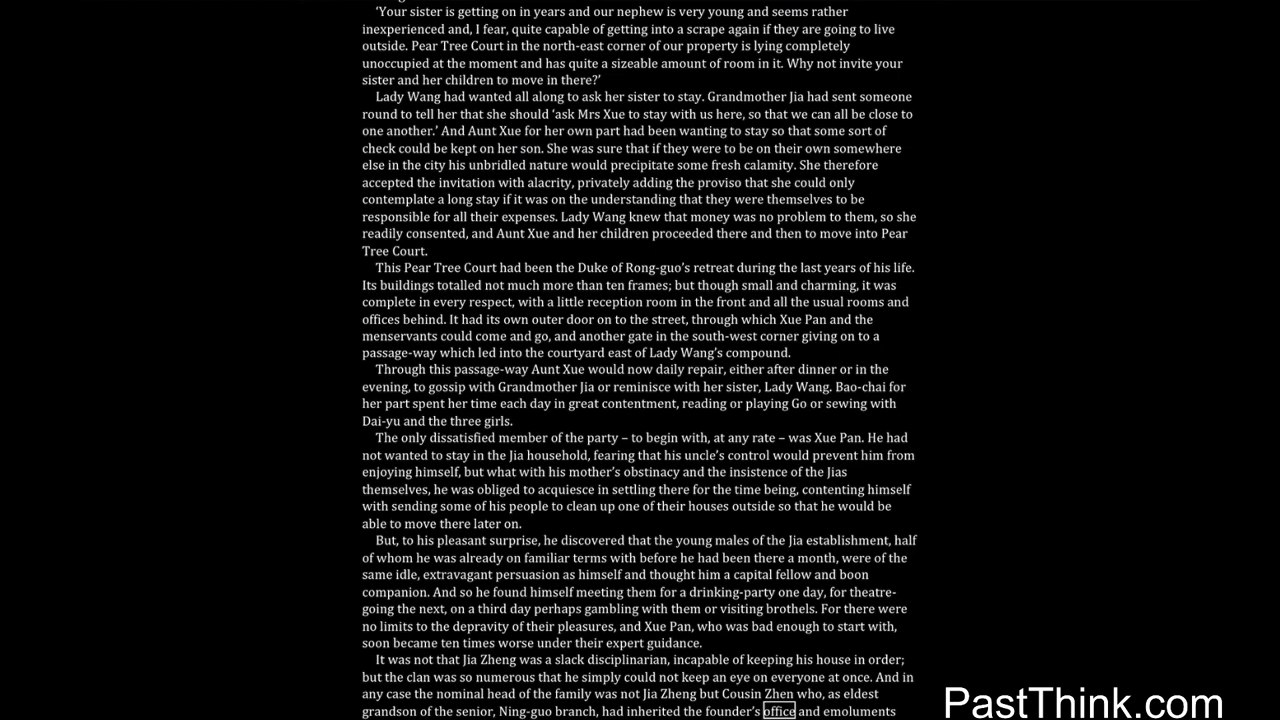 ‘Your sister is getting on in years and our nephew is very young and seems rather
inexperienced and, I fear, quite capable of getting into a scrape again if they are going to live
outside. Pear Tree Court in the north-east corner of our property is lying completely
unoccupied at the moment and has quite a sizeable amount of room in it. Why not invite your
sister and her children to move in there?’
Lady Wang had wanted all along to ask her sister to stay. Grandmother Jia had sent someone
round to tell her that she should ‘ask Mrs Xue to stay with us here, so that we can all be close to
one another.’ And Aunt Xue for her own part had been wanting to stay so that some sort of
check could be kept on her son. She was sure that if they were to be on their own somewhere
else in the city his unbridled nature would precipitate some fresh calamity. She therefore
accepted the invitation with alacrity, privately adding the proviso that she could only
contemplate a long stay if it was on the understanding that they were themselves to be
responsible for all their expenses. Lady Wang knew that money was no problem to them, so she
readily consented, and Aunt Xue and her children proceeded there and then to move into Pear
Tree Court.
This Pear Tree Court had been the Duke of Rong-guo’s retreat during the last years of his life.
Its buildings totalled not much more than ten frames; but though small and charming, it was
complete in every respect, with a little reception room in the front and all the usual rooms and
offices behind. It had its own outer door on to the street, through which Xue Pan and the
menservants could come and go, and another gate in the south-west corner giving on to a
passage-way which led into the courtyard east of Lady Wang’s compound.
Through this passage-way Aunt Xue would now daily repair, either after dinner or in the
evening, to gossip with Grandmother Jia or reminisce with her sister, Lady Wang. Bao-chai for
her part spent her time each day in great contentment, reading or playing Go or sewing with
Dai-yu and the three girls.
The only dissatisfied member of the party – to begin with, at any rate – was Xue Pan. He had
not wanted to stay in the Jia household, fearing that his uncle’s control would prevent him from
enjoying himself, but what with his mother’s obstinacy and the insistence of the Jias
themselves, he was obliged to acquiesce in settling there for the time being, contenting himself
with sending some of his people to clean up one of their houses outside so that he would be
able to move there later on.
But, to his pleasant surprise, he discovered that the young males of the Jia establishment, half
of whom he was already on familiar terms with before he had been there a month, were of the
same idle, extravagant persuasion as himself and thought him a capital fellow and boon
companion. And so he found himself meeting them for a drinking-party one day, for theatre-
going the next, on a third day perhaps gambling with them or visiting brothels. For there were
no limits to the depravity of their pleasures, and Xue Pan, who was bad enough to start with,
soon became ten times worse under their expert guidance.
It was not that Jia Zheng was a slack disciplinarian, incapable of keeping his house in order;
but the clan was so numerous that he simply could not keep an eye on everyone at once. And in
any case the nominal head of the family was not Jia Zheng but Cousin Zhen who, as eldest
grandson of the senior, Ning-guo branch, had inherited the founder’s office and emoluments
PastThink.com